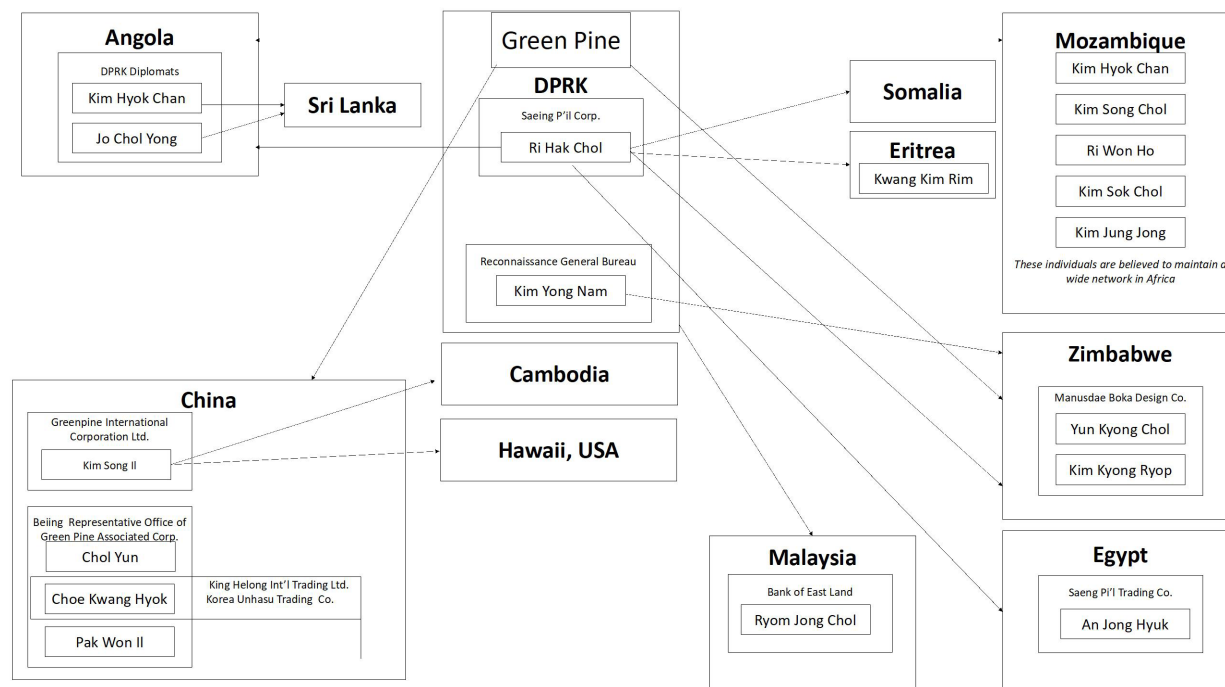 Angola
DPRK Diplomats
Kim Hyok Chan
Jo Chol Yong
Sri Lanka
Green Pine
DPRK
Saeing P'il Corp.
Ri Hak Chol
Reconnaissance General Bureau
Kim Yong Nam
Somalia
Eritrea
Kwang Kim Rim
Mozambique
Kim Hyok Chan
Kim Song Chol
Ri Won Ho
Kim Sok Chol
Kim Jung Jong
These individuals are believed to maintain a
wide network in Africa
China
Greenpine International
Corporation Ltd.
Kim Song Il
Beiing Representative Office of
Green Pine Associated Corp.
Chol Yun
Choe Kwang Hyok
Pak Won Il
King Helong Int'l Trading Ltd.
Korea Unhasu Trading Co.
Cambodia
Hawaii, USA
Malaysia
Bank of East Land
Ryom Jong Chol
Zimbabwe
Manusdae Boka Design Co.
Yun Kyong Chol
Kim Kyong Ryop
Egypt
Saeng Pi'l Trading Co.
An Jong Hyuk